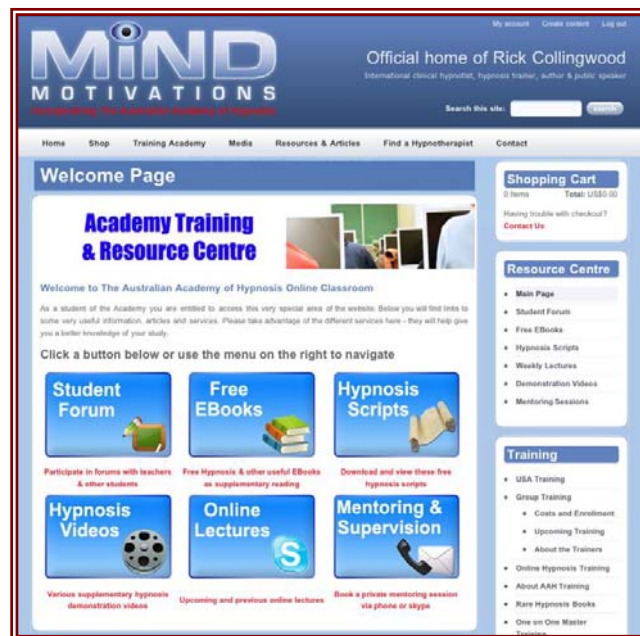 My account Create content Log out
MiND
MOTIVATIONS
Incorporating The Australian Academy of Hypnosis
Official home of Rick Collingwood
International clinical hypnotist, hypnosis trainer, author & public speaker
Search this site:
search
Home Shop Training Academy Media Resources & Articles Find a Hypnotherapist Contact
Welcome Page
Academy Training
& Resource Centre
Welcome to The Australian Academy of Hypnosis Online Classroom
As a student of the Academy you are entitled to access this very special area of the website. Below you will find links to
some very useful information, articles and services. Please take advantage of the different services here - they will help give
you a better knowledge of your study.
Click a button below or use the menu on the right to navigate
Student
Forum
Participate in forums with teachers
& other students
Free
EBooks
Free Hypnosis & other useful EBooks
as supplementary reading
Hypnosis
Scripts
Download and view these free
hypnosis scripts
Hypnosis
Videos
Various supplementary hypnosis
demonstration videos
Online
Lectures
Upcoming and previous online lectures
Mentoring &
Supervision
Book a private mentoring session
via phone or skype
Shopping Cart
0 Items Total: US$0.00
Having trouble with checkout?
Contact Us
Resource Centre
Main Page
Student Forum
Free EBooks
Hypnosis Scripts
Weekly Lectures
Demonstration Videos
Mentoring Sessions
Training
USA Training
Group Training
Costs and Enrollment
Upcoming Training
About the Trainers
Online Hypnosis Training
About AAH Training
Rare Hypnosis Books
One on One Master
Training